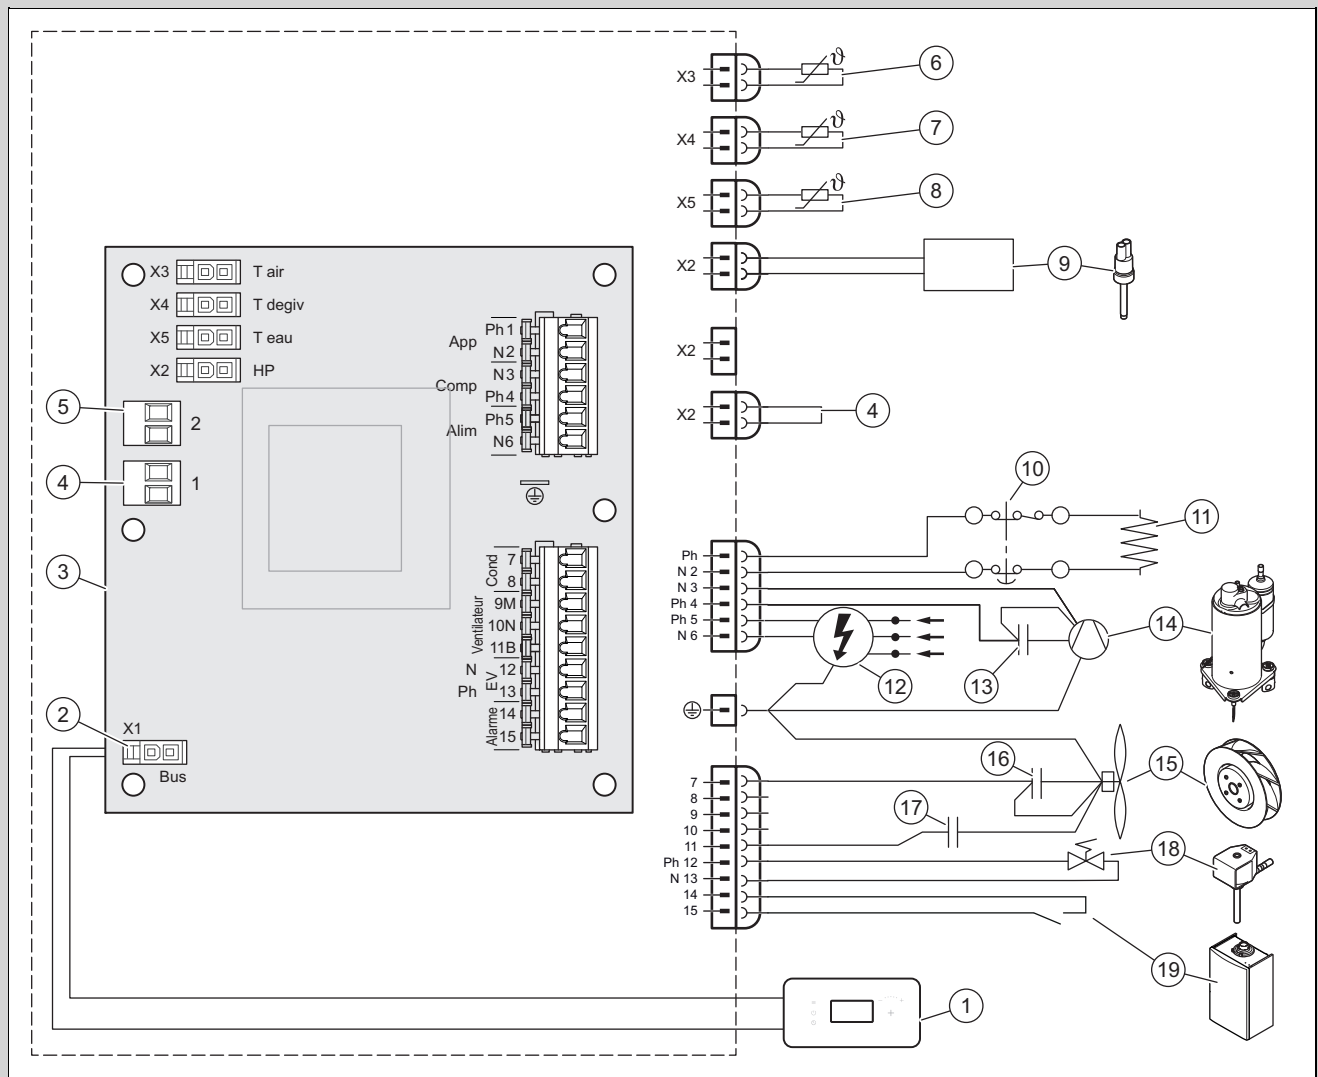 X3
ϑ
6
X4
ϑ
7
X5
ϑ
8
X2
9
X2
X2
4
X3 T air
X4 T degiv
X5 T eau
X2 HP
5
2
4
1
3
App
Ph1
N2
Comp
N3
Ph4
Alim
Ph5
N6
Cond
7
8
Ventilateur
9M
10N
11B
EV
N 12
Ph 13
Alarme
14
15
2
X1
Bus
10
11
Ph
N 2
N 3
Ph 4
Ph 5
N 6
12
13
14
7
8
9
10
11
Ph 12
N 13
14
15
16
17
15
18
19
1